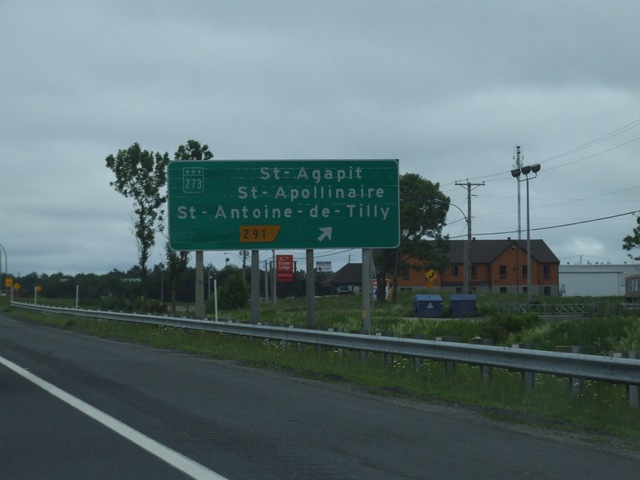 St-Agapit
273
St-Apollinaire
St-Antoine-de-Tilly
291